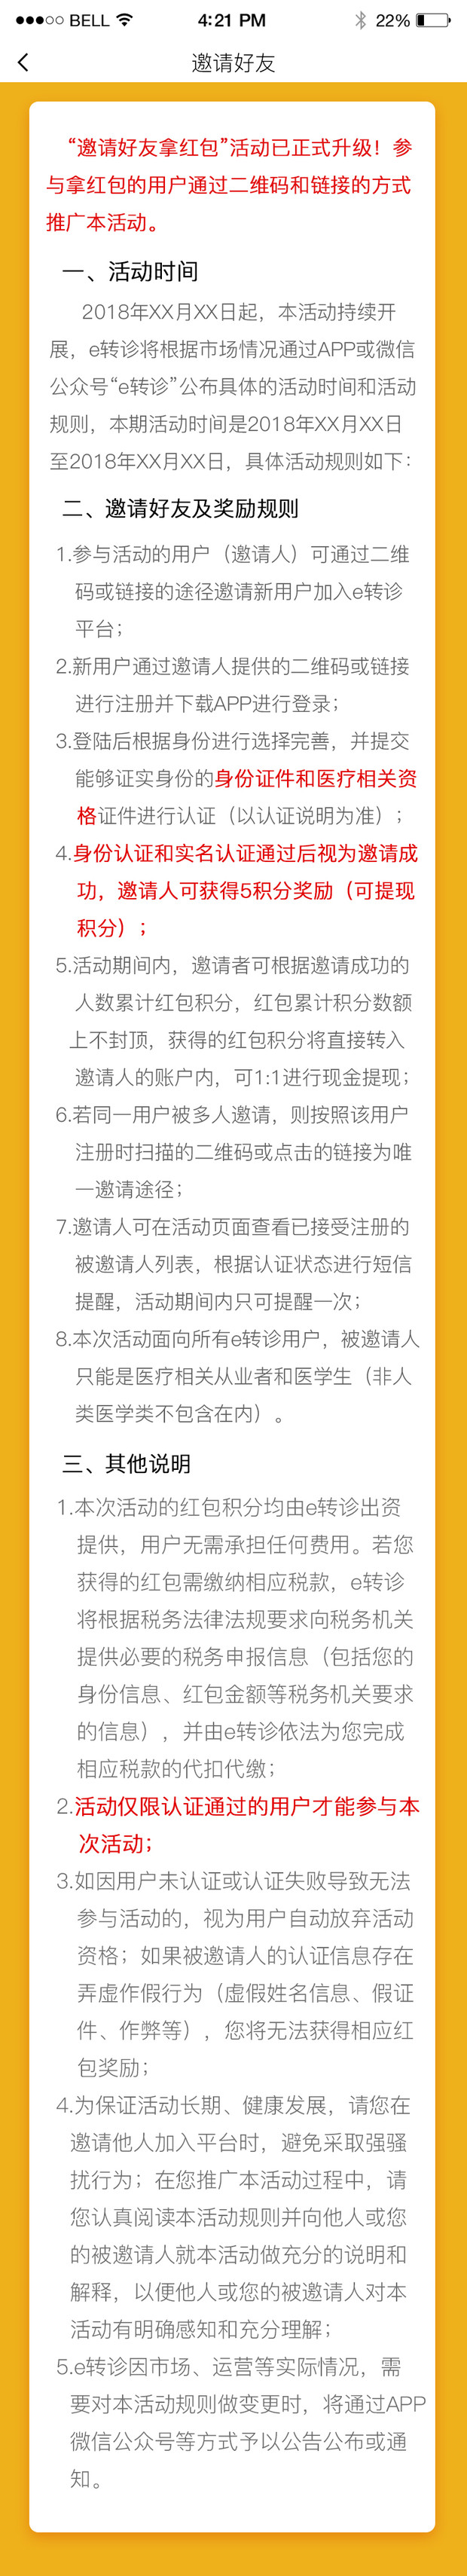 BELL 4:21 PM 22%
邀请好友
“邀请好友拿红包”活动已正式升级！参
与拿红包的用户通过二维码和链接的方式
推广本活动。
一、活动时间
2018年XX月XX日起，本活动持续开
展，e转诊将根据市场情况通过APP或微信
公众号“e转诊”公布具体的活动时间和活动
规则，本期活动时间是2018年XX月XX日
至2018年XX月XX日，具体活动规则如下：
二、邀请好友及奖励规则
1.参与活动的用户（邀请人）可通过二维
码或链接的途径邀请新用户加入e转诊
平台；
2.新用户通过邀请人提供的二维码或链接
进行注册并下载APP进行登录；
3.登陆后根据身份进行选择完善，并提交
能够证实身份的身份证件和医疗相关资
格证件进行认证（以认证说明为准）；
4.身份认证和实名认证通过后视为邀请成
功，邀请人可获得5积分奖励（可提现
积分）；
5.活动期间内，邀请者可根据邀请成功的
人数累计红包积分，红包累计积分数额
上不封顶，获得的红包积分将直接转入
邀请人的账户内，可1:1进行现金提现；
6.若同一用户被多人邀请，则按照该用户
注册时扫描的二维码或点击的链接为唯
一邀请途径；
7.邀请人可在活动页面查看已接受注册的
被邀请人列表，根据认证状态进行短信
提醒，活动期间内只可提醒一次；
8.本次活动面向所有e转诊用户，被邀请人
只能是医疗相关从业者和医学生（非人
类医学类不包含在内）。
三、其他说明
1.本次活动的红包积分均由e转诊出资
提供，用户无需承担任何费用。若您
获得的红包需缴纳相应税款，e转诊
将根据税务法律法规要求向税务机关
提供必要的税务申报信息（包括您的
身份信息、红包金额等税务机关要求
的信息），并由e转诊依法为您完成
相应税款的代扣代缴；
2.活动仅限认证通过的用户才能参与本
次活动；
3.如因用户未认证或认证失败导致无法
参与活动的，视为用户自动放弃活动
资格；如果被邀请人的认证信息存在
弄虚作假行为（虚假姓名信息、假证
件、作弊等），您将无法获得相应红
包奖励；
4.为保证活动长期、健康发展，请您在
邀请他人加入平台时，避免采取强骚
扰行为；在您推广本活动过程中，请
您认真阅读本活动规则并向他人或您
的被邀请人就本活动做充分的说明和
解释，以便他人或您的被邀请人对本
活动有明确感知和充分理解；
5.e转诊因市场、运营等实际情况，需
要对本活动规则做变更时，将通过APP
微信公众号等方式予以公告公布或通
知。